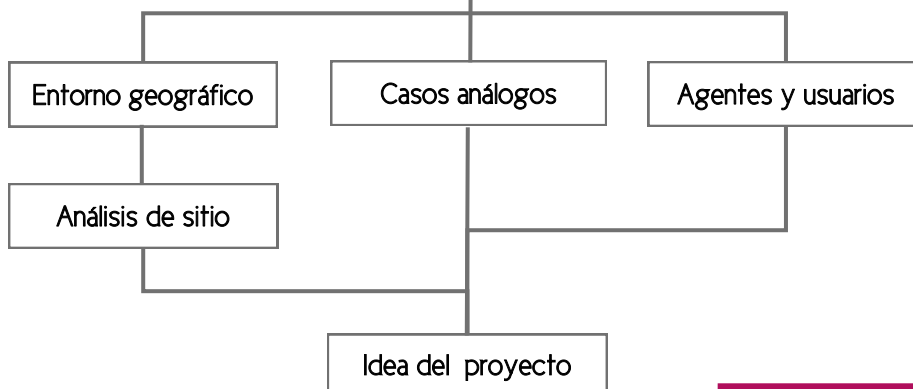 Entorno geográfico
Casos análogos
Agentes y usuarios
Análisis de sitio
Idea del proyecto